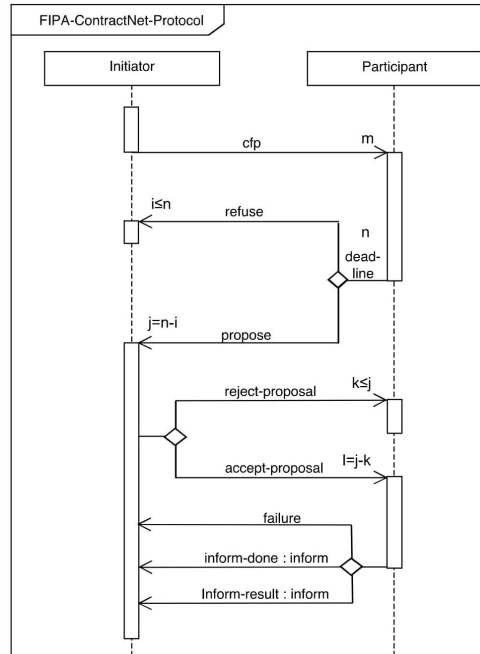 FIPA-ContractNet-Protocol
Initiator
Participant
cfp
m
i≤n
refuse
n
dead-
line
j=n-i
propose
reject-proposal
k≤j
accept-proposal
l=j-k
failure
inform-done : inform
Inform-result : inform